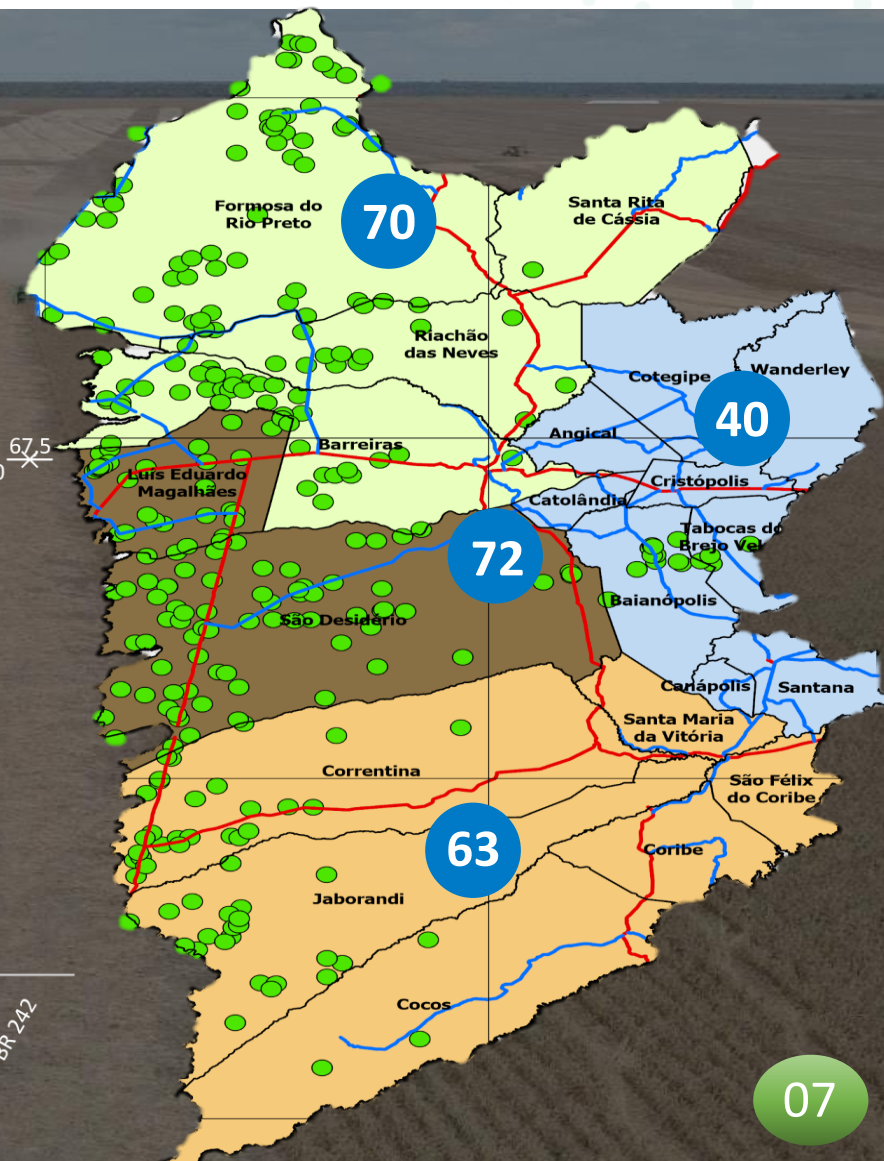 Formosa do
Rio Preto
70
Santa Rita
de Cássia
Riachão
das Neves
Cotegipe
Wanderley
40
Angical
67,5
Barreiras
Luís Eduardo
Magalhães
Cristópolis
Catolândia
Tabocas do
Brejo Vel
72
Baianópolis
São Desidério
Canápolis
Santana
Santa Maria
da Vitória
Correntina
São Félix
do Coribe
63
Coribe
Jaborandi
Cocos
BR 242
07